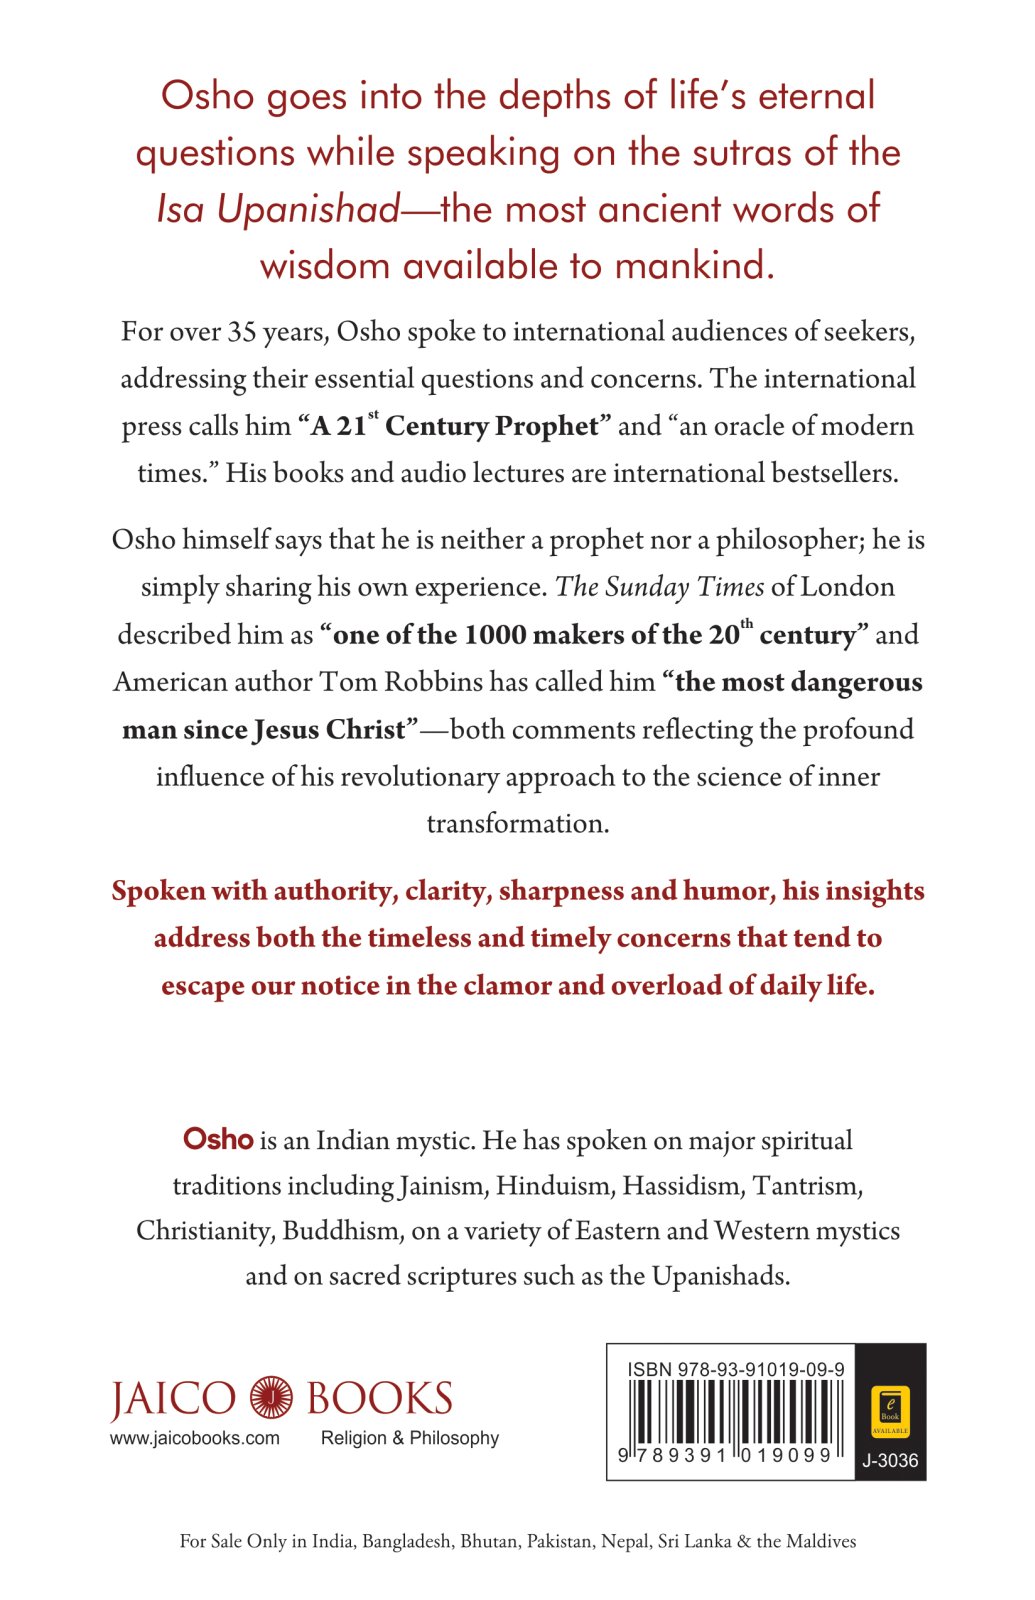 Osho goes into the depths of life’s eternal
questions while speaking on the sutras of the
Isa Upanishad—the most ancient words of
wisdom available to mankind.
For over 35 years, Osho spoke to international audiences of seekers,
addressing their essential questions and concerns. The international
press calls him “A 21st Century Prophet” and “an oracle of modern
times.” His books and audio lectures are international bestsellers.
Osho himself says that he is neither a prophet nor a philosopher; he is
simply sharing his own experience. The Sunday Times of London
described him as “one of the 1000 makers of the 20th century” and
American author Tom Robbins has called him “the most dangerous
man since Jesus Christ”—both comments reflecting the profound
influence of his revolutionary approach to the science of inner
transformation.
Spoken with authority, clarity, sharpness and humor, his insights
address both the timeless and timely concerns that tend to
escape our notice in the clamor and overload of daily life.
Osho is an Indian mystic. He has spoken on major spiritual
traditions including Jainism, Hinduism, Hassidism, Tantrism,
Christianity, Buddhism, on a variety of Eastern and Western mystics
and on sacred scriptures such as the Upanishads.
JAICO J BOOKS
www.jaicobooks.com Religion & Philosophy
ISBN 978-93-91019-09-9
9 789391 019099
e
Book
AVAILABLE
J-3036
For Sale Only in India, Bangladesh, Bhutan, Pakistan, Nepal, Sri Lanka & the Maldives